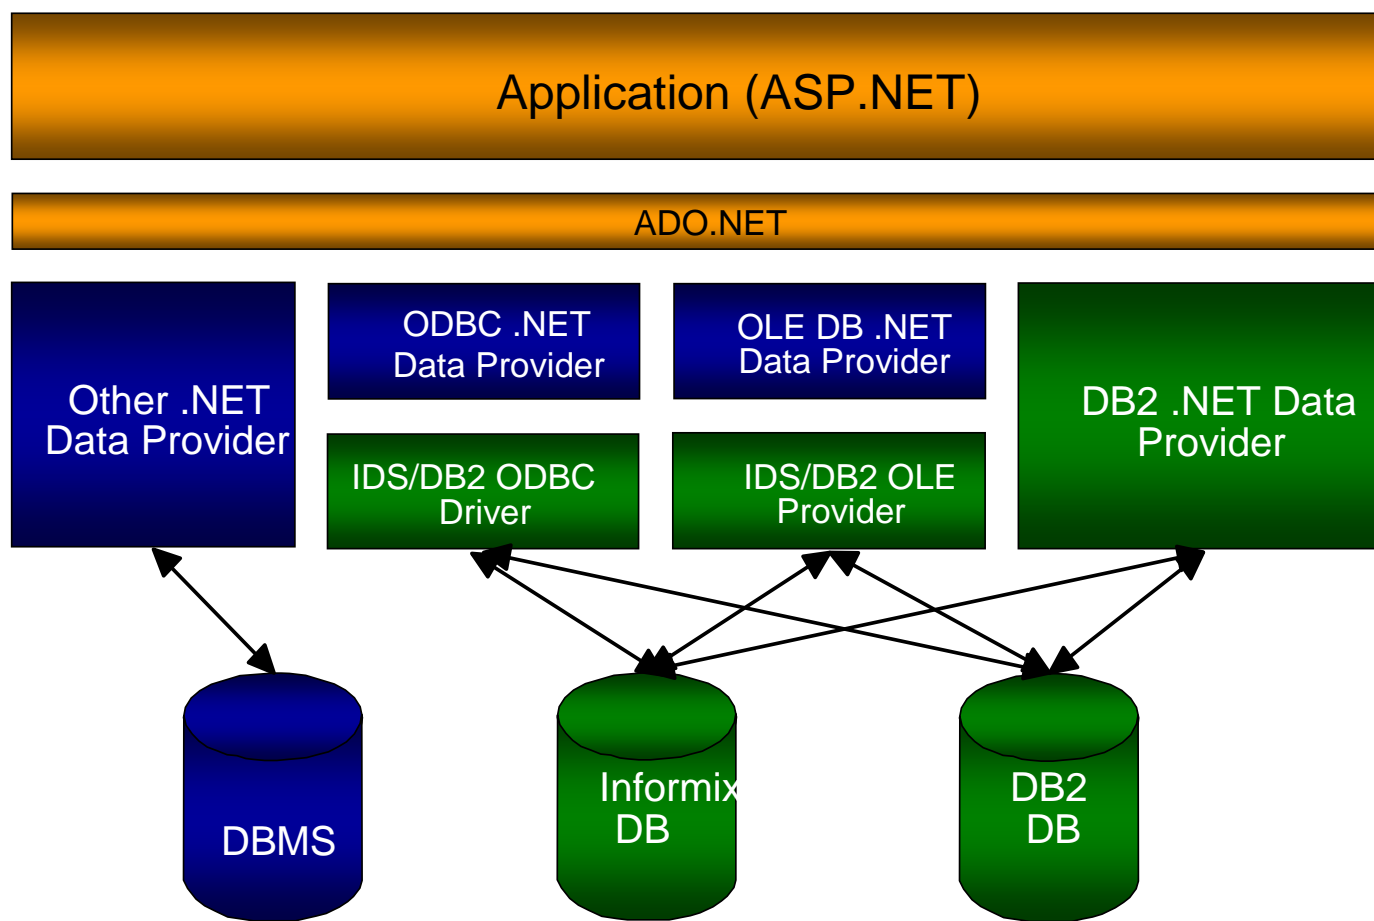 Application (ASP.NET)
ADO.NET
Other .NET
Data Provider
ODBC .NET
Data Provider
OLE DB .NET
Data Provider
DB2 .NET Data
Provider
IDS/DB2 ODBC
Driver
IDS/DB2 OLE
Provider
DBMS
Informix
DB
DB2
DB